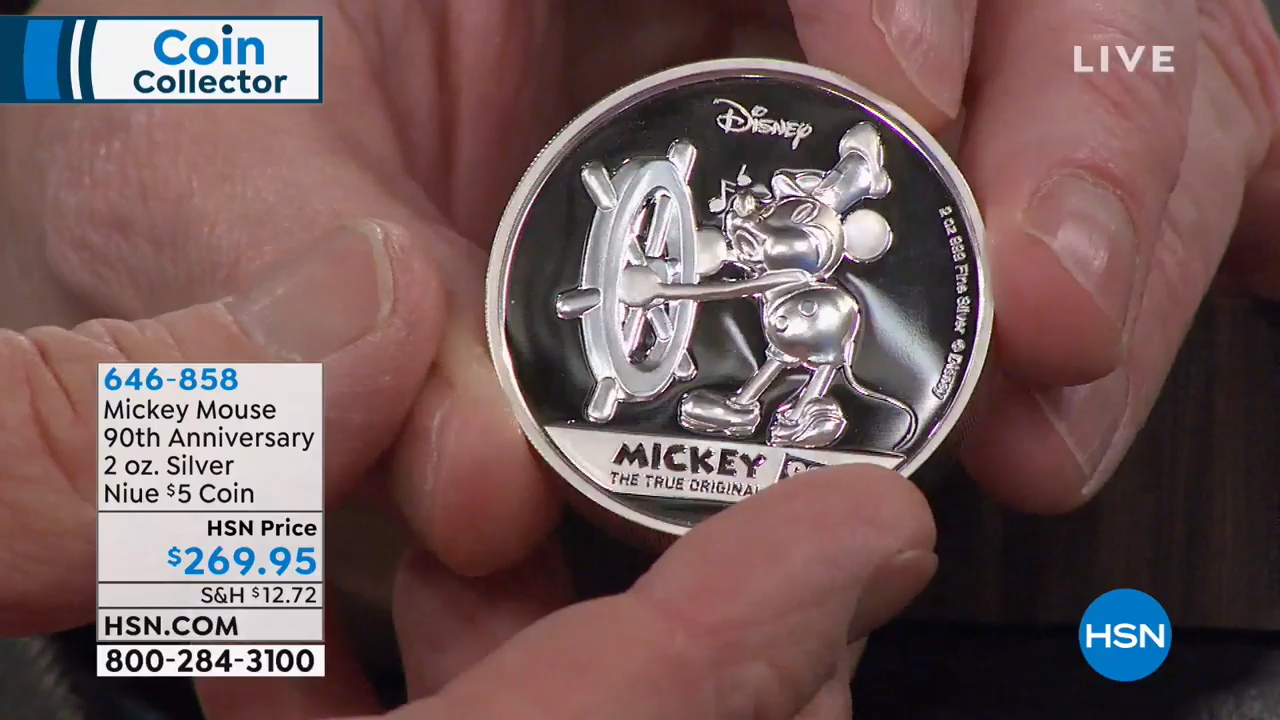 Coin
Collector
LIVE
Disney
2 oz 999 Fine Silver © Disney
MICKEY
THE TRUE ORIGINAL
646-858
Mickey Mouse
90th Anniversary
2 oz. Silver
Niue $5 Coin
HSN Price
$269.95
S&H $12.72
HSN.COM
800-284-3100
HSN